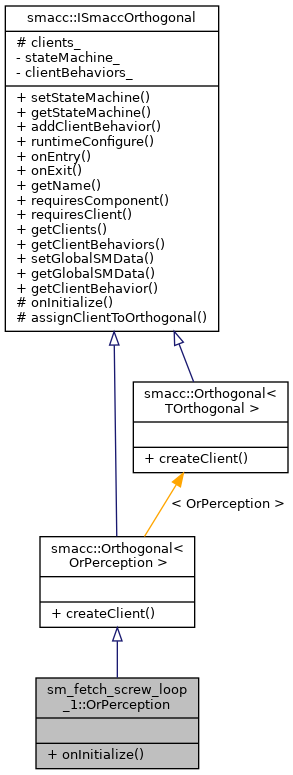 smacc::ISmaccOrthogonal
# clients_
- stateMachine_
- clientBehaviors_
+ setStateMachine()
+ getStateMachine()
+ addClientBehavior()
+ runtimeConfigure()
+ onEntry()
+ onExit()
+ getName()
+ requiresComponent()
+ requiresClient()
+ getClients()
+ getClientBehaviors()
+ setGlobalSMData()
+ getGlobalSMData()
+ getClientBehavior()
# onInitialize()
# assignClientToOrthogonal()
smacc::Orthogonal<
TOrthogonal >
+ createClient()
< OrPerception >
smacc::Orthogonal<
OrPerception >
+ createClient()
sm_fetch_screw_loop
_1::OrPerception
+ onInitialize()